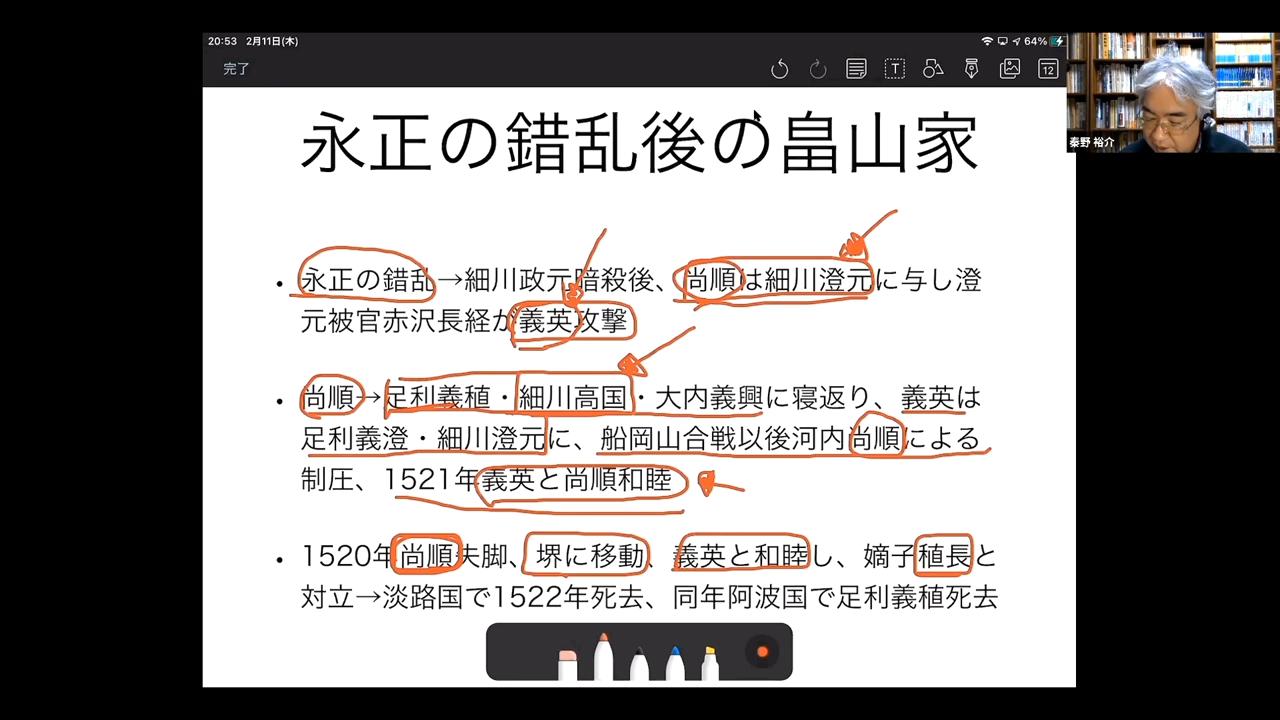 20:53 2月11日(木)
64%
完了
T
12
永正の錯乱後の畠山家
秦野 裕介
• 永正の錯乱→細川政元暗殺後、尚順は細川澄元に与し澄
元被官赤沢長経が義英攻撃
• 尚順→足利義稙・細川高国・大内義興に寝返り、義英は
足利義澄・細川澄元に、船岡山合戦以後河内尚順による
制圧、1521年義英と尚順和睦
• 1520年尚順失脚、堺に移動、義英と和睦し、嫡子稙長と
対立→淡路国で1522年死去、同年阿波国で足利義稙死去